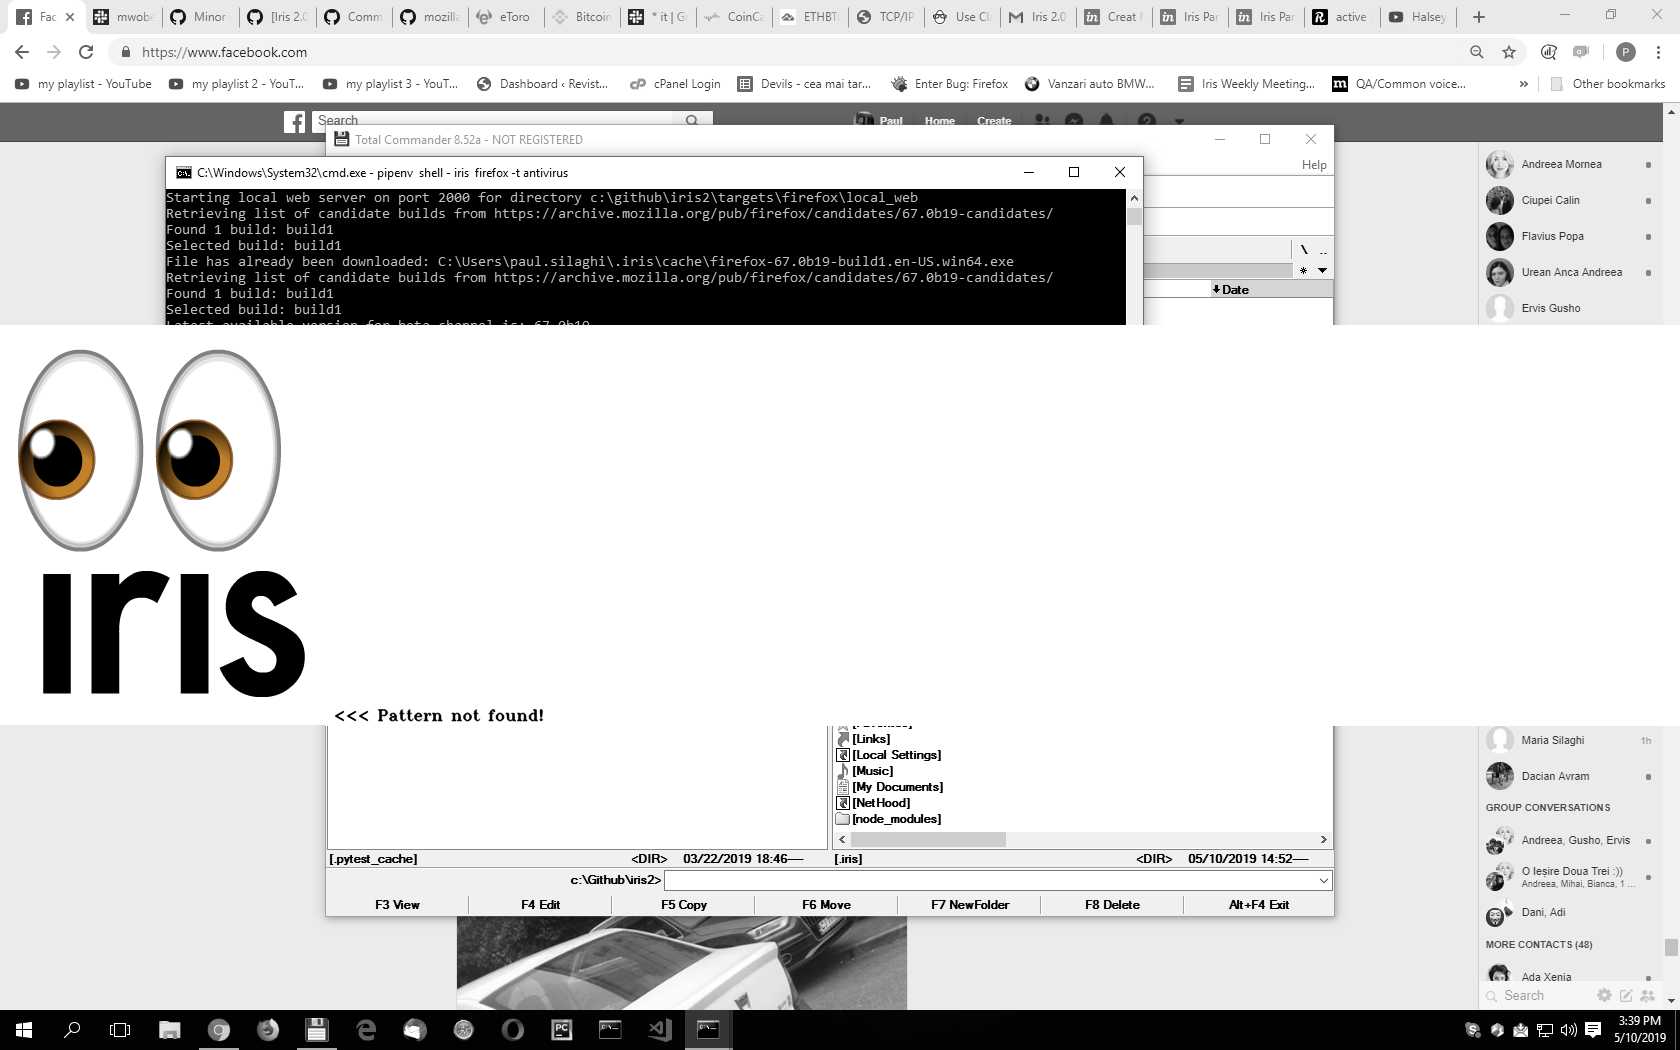 Fac
mwob
Minor
[Iris 2.0
Comm
mozilla
eToro
Bitcoin
* it | G
CoinCa
ETHBT
TCP/IP
Use Cl
Iris 2.0
Creat
Iris Par
Iris Par
active
Halsey
https://www.facebook.com
P
my playlist - YouTube
my playlist 2 - YouT...
my playlist 3 - YouT...
Dashboard ‹ Revist...
cPanel Login
Devils - cea mai tar...
Enter Bug: Firefox
Vanzari auto BMW...
Iris Weekly Meeting...
QA/Common voice...
»
Other bookmarks
Search
Paul
Home
Create
Total Commander 8.52a - NOT REGISTERED
Help
C:\Windows\System32\cmd.exe - pipenv  shell - iris  firefox -t antivirus
Starting local web server on port 2000 for directory c:\github\iris2\targets\firefox\local_web
Retrieving list of candidate builds from https://archive.mozilla.org/pub/firefox/candidates/67.0b19-candidates/
Found 1 build: build1
Selected build: build1
File has already been downloaded: C:\Users\paul.silaghi\.iris\cache\firefox-67.0b19-build1.en-US.win64.exe
Retrieving list of candidate builds from https://archive.mozilla.org/pub/firefox/candidates/67.0b19-candidates/
Found 1 build: build1
Selected build: build1
Latest available version for beta channel is: 67.0b19
\ ..
*
Date
Andreea Mornea
Ciupei Calin
Flavius Popa
Urean Anca Andreea
Ervis Gusho
iris
<<< Pattern not found!
[Links]
[Local Settings]
[Music]
[My Documents]
[NetHood]
[node_modules]
[.pytest_cache] <DIR> 03/22/2019 18:46----
[.iris] <DIR> 05/10/2019 14:52----
c:\Github\iris2>
F3 View
F4 Edit
F5 Copy
F6 Move
F7 NewFolder
F8 Delete
Alt+F4 Exit
Maria Silaghi 1h
Dacian Avram
GROUP CONVERSATIONS
Andreea, Gusho, Ervis
O Ieșire Doua Trei :))
Andreea, Mihai, Bianca, 1 ...
Dani, Adi
MORE CONTACTS (48)
Ada Xenia
Search
3:39 PM
5/10/2019